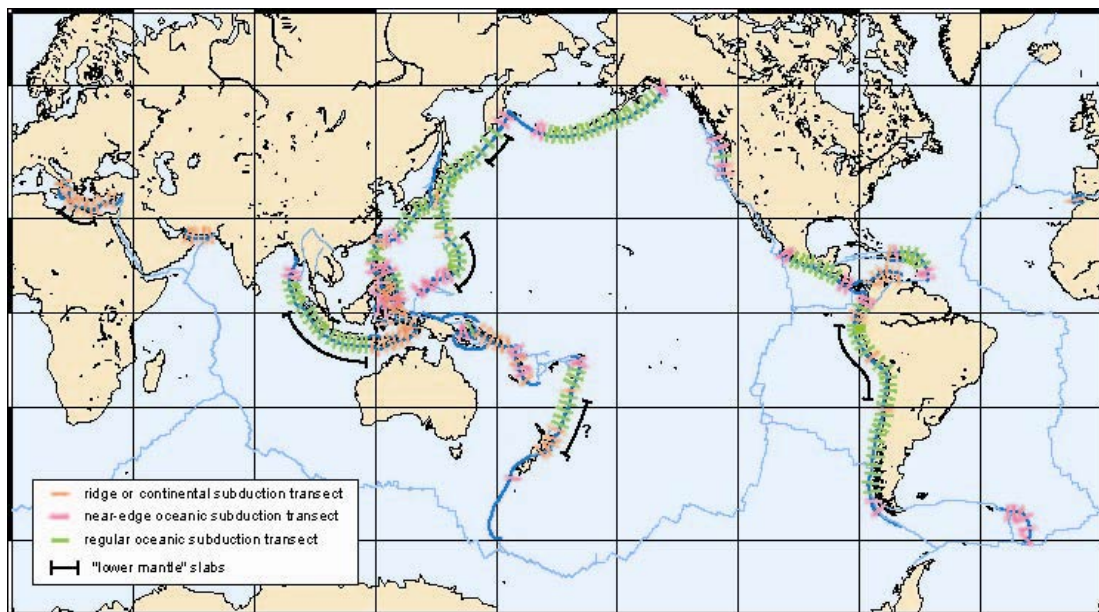 ?
ridge or continental subduction transect
near-edge oceanic subduction transect
regular oceanic subduction transect
"lower mantle" slabs